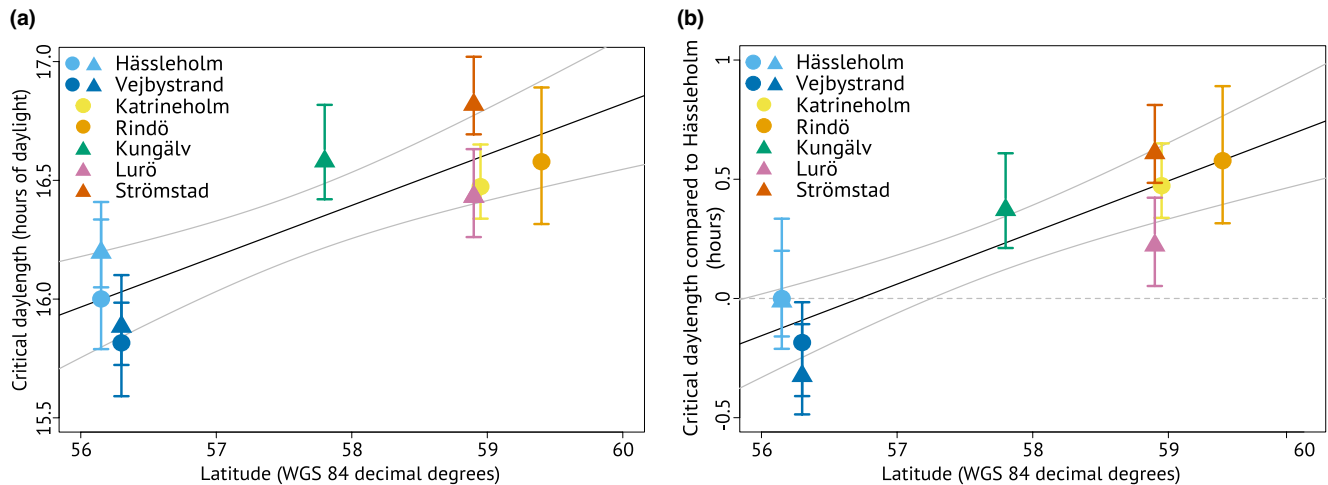 (a)
Critical daylength (hours of daylight)
17.0
16.5
16.0
15.5
Hässleholm
Vejbystrand
Katrineholm
Rindö
Kungälv
Lurö
Strömstad
56
57
58
59
60
Latitude (WGS 84 decimal degrees)
(b)
Critical daylength compared to Hässleholm
(hours)
1
0.5
.0
-0.5
Hässleholm
Vejbystrand
Katrineholm
Rindö
Kungälv
Lurö
Strömstad
56
57
58
59
60
Latitude (WGS 84 decimal degrees)